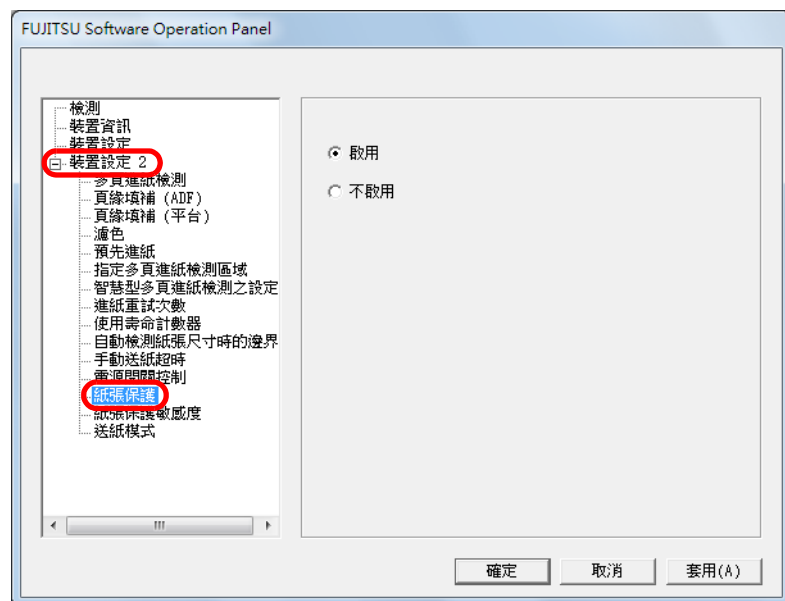 FUJITSU Software Operation Panel
檢測
裝置資訊
裝置設定
裝置設定 2
多頁進紙檢測
頁緣填補 (ADF)
頁緣填補 (平台)
濾色
預先進紙
指定多頁進紙檢測區域
智慧型多頁進紙檢測之設定
進紙重試次數
使用壽命計數器
自動檢測紙張尺寸時的邊界
手動送紙超時
電源開關控制
紙張保護
紙張保護敏感度
送紙模式
啟用
不啟用
確定
取消
套用(A)